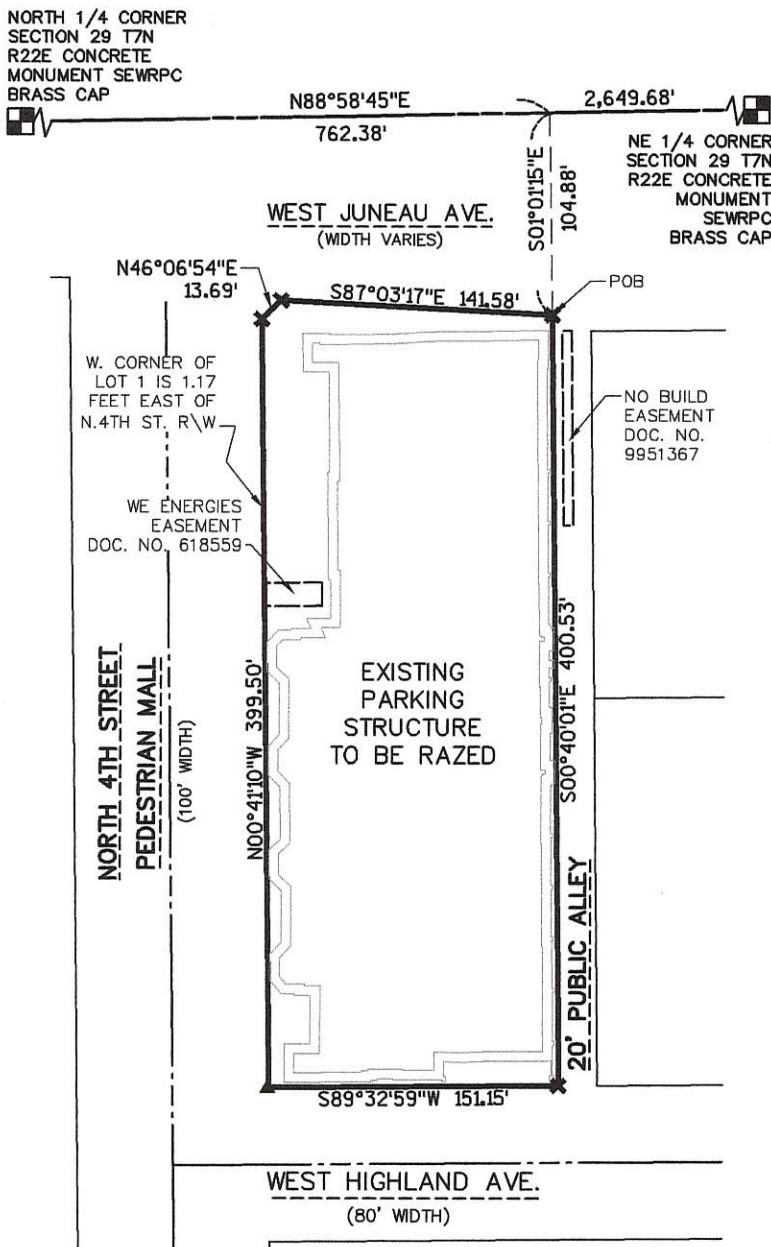 NORTH 1/4 CORNER
SECTION 29 T7N
R22E CONCRETE
MONUMENT SEWRPC
BRASS CAP
N88°58'45"E
2,649.68'
762.38'
NE 1/4 CORNER
SECTION 29 T7N
R22E CONCRETE
MONUMENT
SEWRPC
BRASS CAP
S01°01'15"E
104.88'
WEST JUNEAU AVE.
(WIDTH VARIES)
N46°06'54"E
13.69'
S87°03'17"E 141.58'
POB
W. CORNER OF
LOT 1 IS 1.17
FEET EAST OF
N.4TH ST. R\W
NO BUILD
EASEMENT
DOC. NO.
9951367
WE ENERGIES
EASEMENT
DOC. NO. 618559
NORTH 4TH STREET
PEDESTRIAN MALL
(100' WIDTH)
N00°41'10"W 399.50'
EXISTING
PARKING
STRUCTURE
TO BE RAZED
S00°40'01"E 400.53'
20' PUBLIC ALLEY
S89°32'59"W 151.15'
WEST HIGHLAND AVE.
(80' WIDTH)